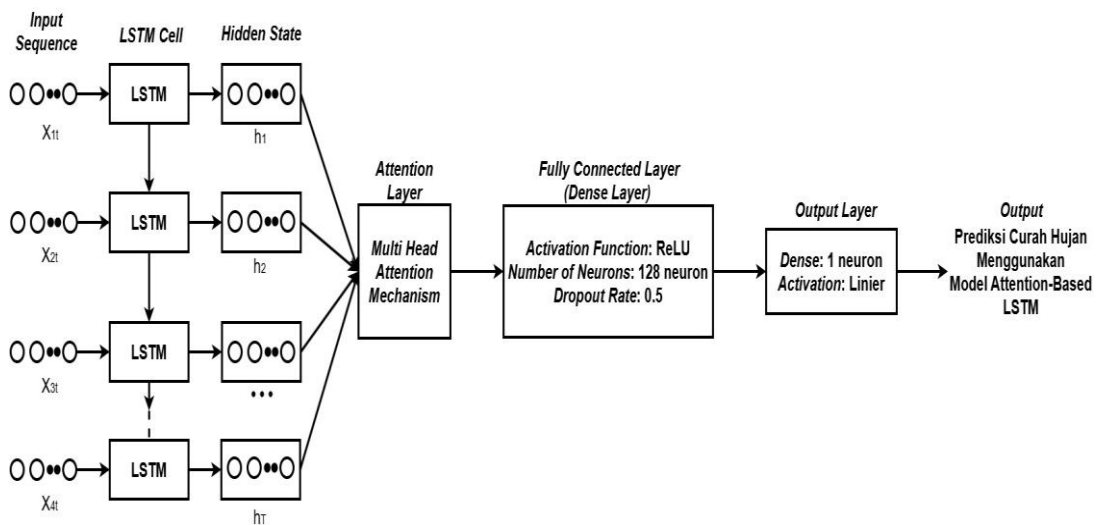 Input
Sequence
LSTM Cell
Hidden State
LSTM
X1t
h1
LSTM
X2t
h2
LSTM
X3t
...
LSTM
X4t
hT
Attention
Layer
Multi Head
Attention
Mechanism
Fully Connected Layer
(Dense Layer)
Activation Function: ReLU
Number of Neurons: 128 neuron
Dropout Rate: 0.5
Output Layer
Dense: 1 neuron
Activation: Linier
Output
Prediksi Curah Hujan
Menggunakan
Model Attention-Based
LSTM